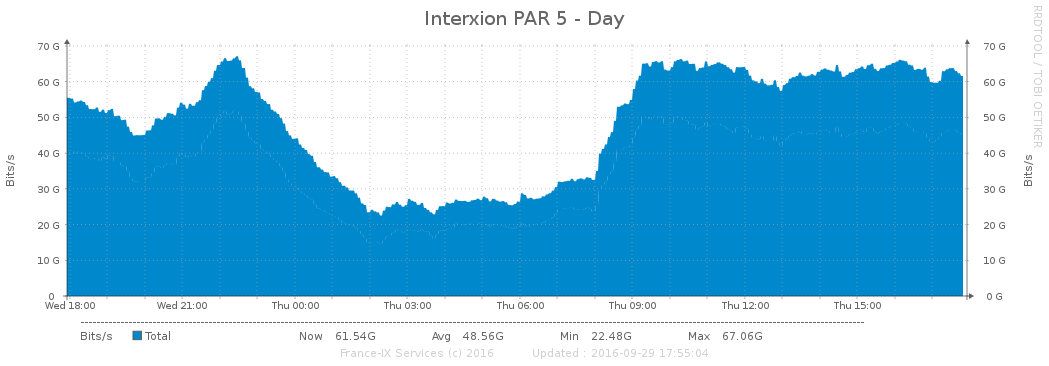 Interxion PAR 5 - Day
RRDTOOL / TOBI OETIKER
Bits/s
70 G 70 G
60 G 60 G
50 G 50 G
40 G 40 G
30 G 30 G
20 G 20 G
10 G 10 G
0 0 G
Bits/s
Wed 18:00 Wed 21:00 Thu 00:00 Thu 03:00 Thu 06:00 Thu 09:00 Thu 12:00 Thu 15:00
Bits/s Total Now 61.54G Avg 48.56G Min 22.48G Max 67.06G
France-IX Services (c) 2016 Updated : 2016-09-29 17:55:04